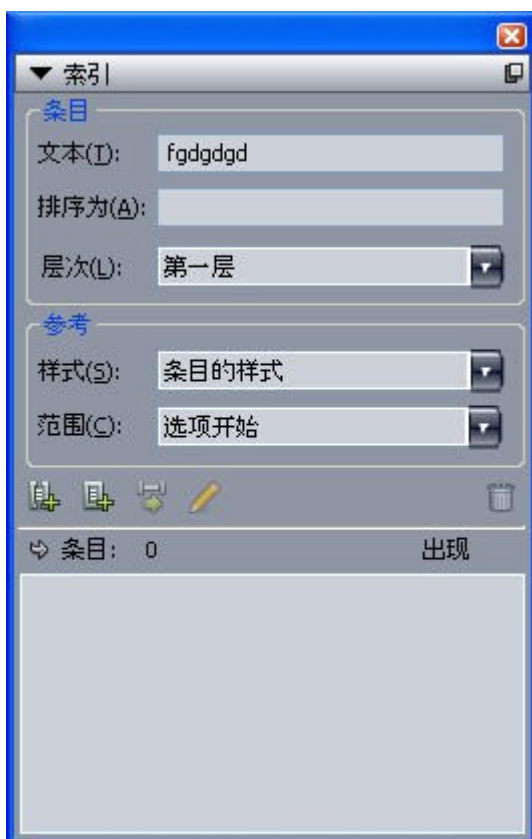 索引
条目
文本(T): fgdgdgd
排序为(A):
层次(L): 第一层
参考
样式(S): 条目的样式
范围(C): 选项开始
条目: 0 出现